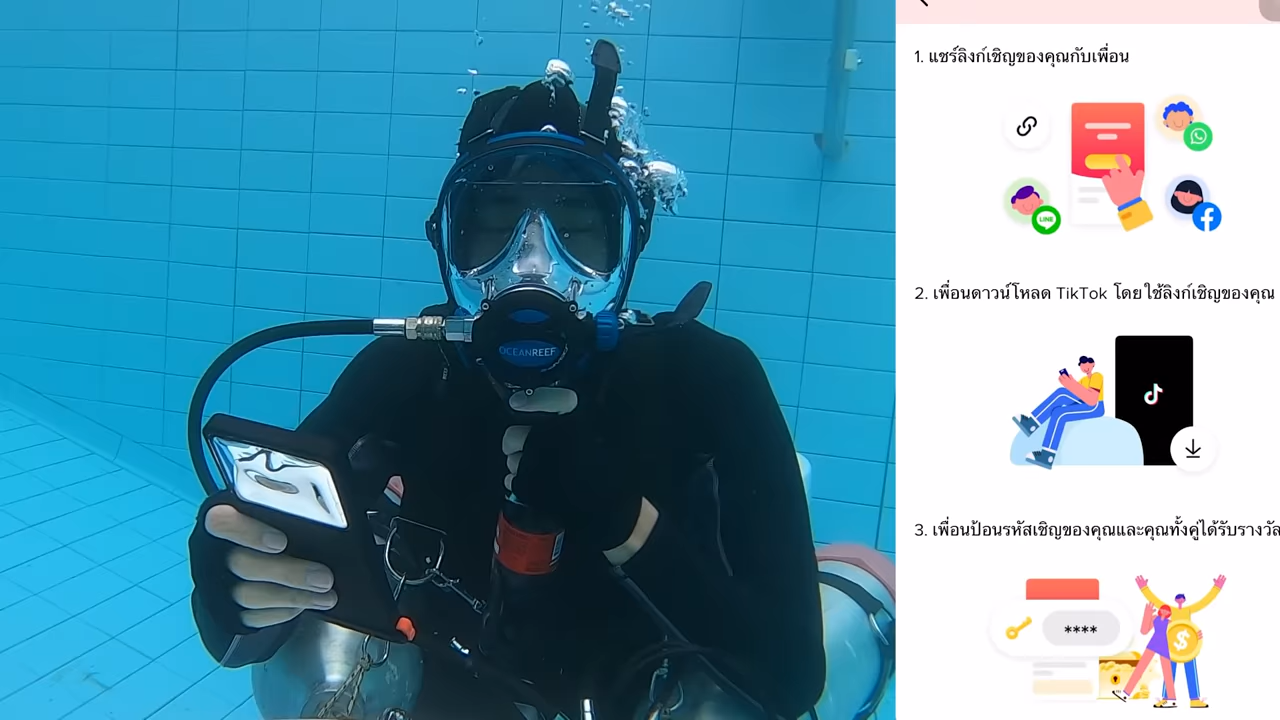 OCEANREEF
1. แชร์ลิงก์เชิญของคุณกับเพื่อน
LINE
2. เพื่อนดาวน์โหลด TikTok โดยใช้ลิงก์เชิญของคุณ
3. เพื่อนป้อนรหัสเชิญของคุณและคุณทั้งคู่ได้รับรางวัล
****
$